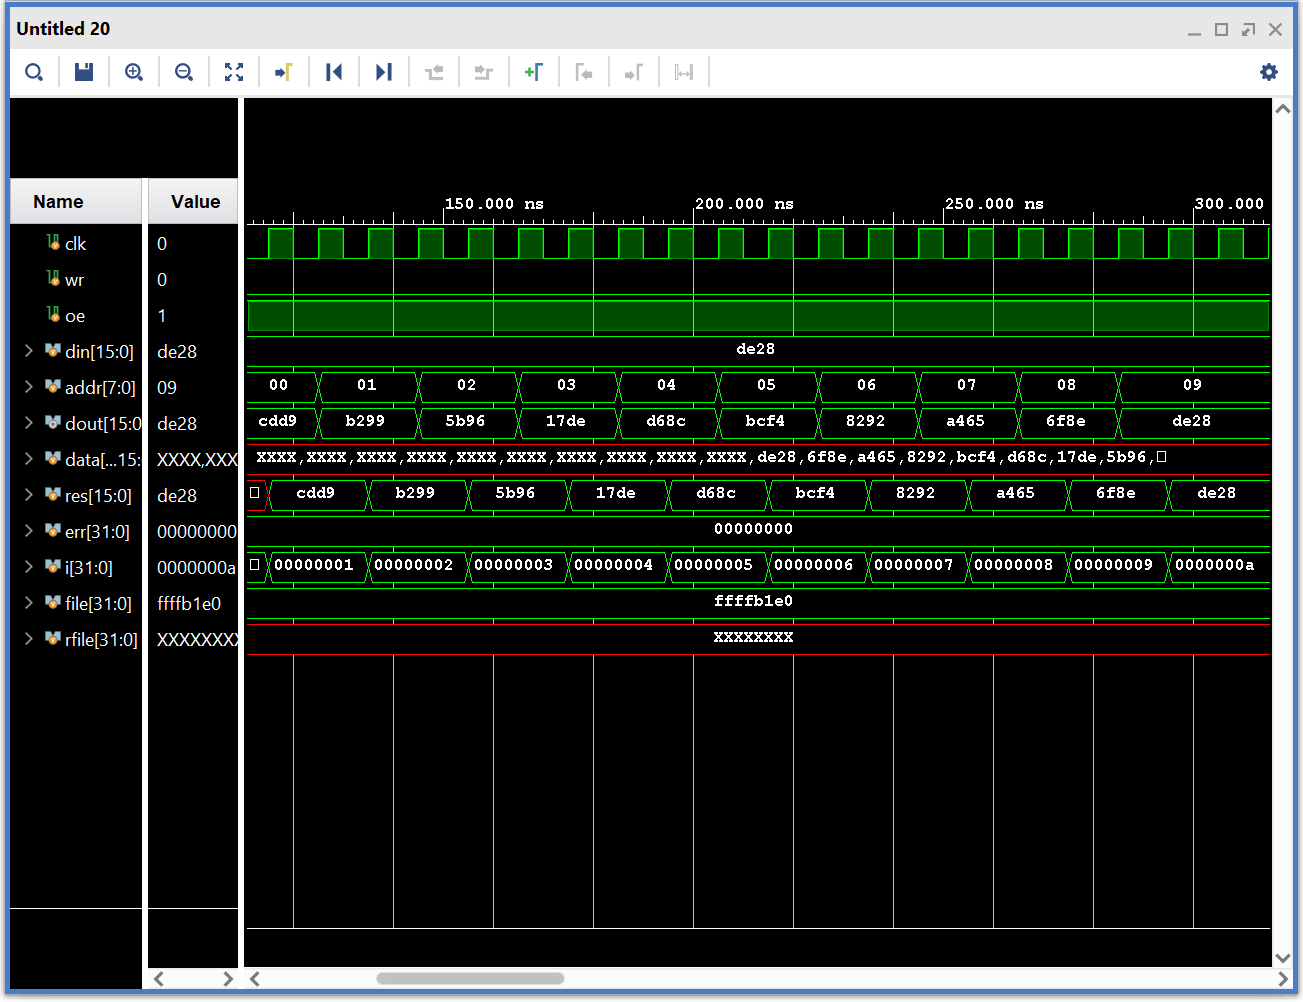 Untitled 20
150.000 ns 200.000 ns 250.000 ns 300.000
Name Value
clk 0
wr 0
oe 1
din[15:0] de28 de28
addr[7:0] 09 00 01 02 03 04 05 06 07 08 09
dout[15:0 de28 cdd9 b299 5b96 17de d68c bcf4 8292 a465 6f8e de28
data[...15: XXXX,XXX XXXX,XXXX,XXXX,XXXX,XXXX,XXXX,XXXX,XXXX,XXXX,XXXX,de28,6f8e,a465,8292,bcf4,d68c,17de,5b96,
res[15:0] de28 cdd9 b299 5b96 17de d68c bcf4 8292 a465 6f8e de28
err[31:0] 00000000 00000000
i[31:0] 0000000a 00000001 00000002 00000003 00000004 00000005 00000006 00000007 00000008 00000009 0000000a
file[31:0] ffffb1e0 ffffb1e0
rfile[31:0] XXXXXXXX XXXXXXXX